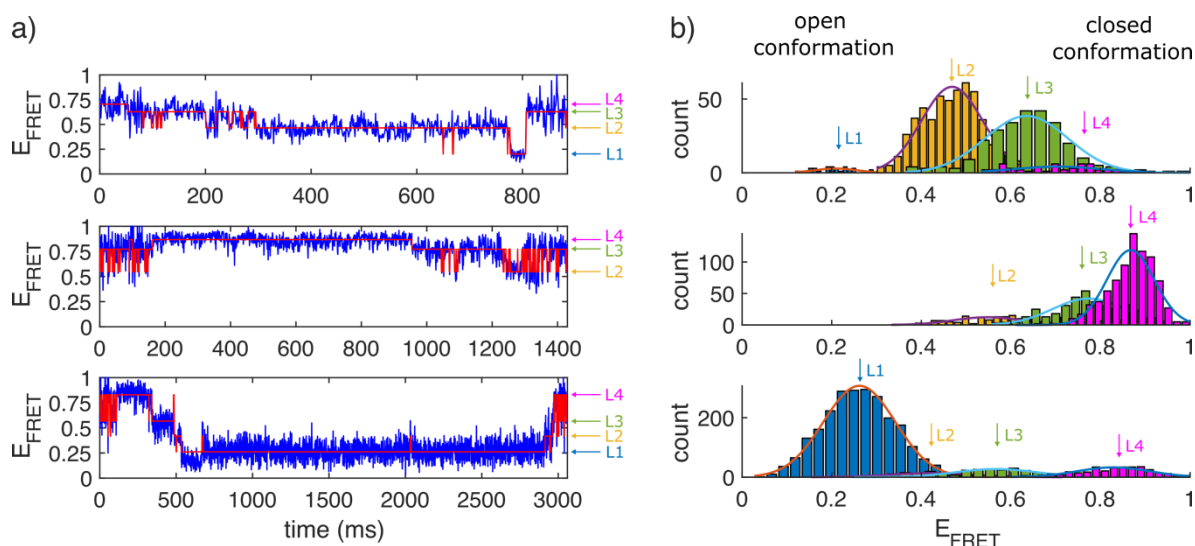 a)
E_FRET
1
0.75
0.5
0.25
0
L4
L3
L2
L1
0 200 400 600 800
E_FRET
1
0.75
0.5
0.25
0
L4
L3
L2
0 200 400 600 800 1000 1200 1400
E_FRET
1
0.75
0.5
0.25
0
L4
L3
L2
L1
0 500 1000 1500 2000 2500 3000
time (ms)
b)
open
conformation
closed
conformation
count
50
0
L1
L2
L3
L4
0 0.2 0.4 0.6 0.8 1
count
100
50
0
L2
L3
L4
0 0.2 0.4 0.6 0.8 1
count
200
0
L1
L2
L3
L4
0 0.2 0.4 0.6 0.8 1
E_FRET